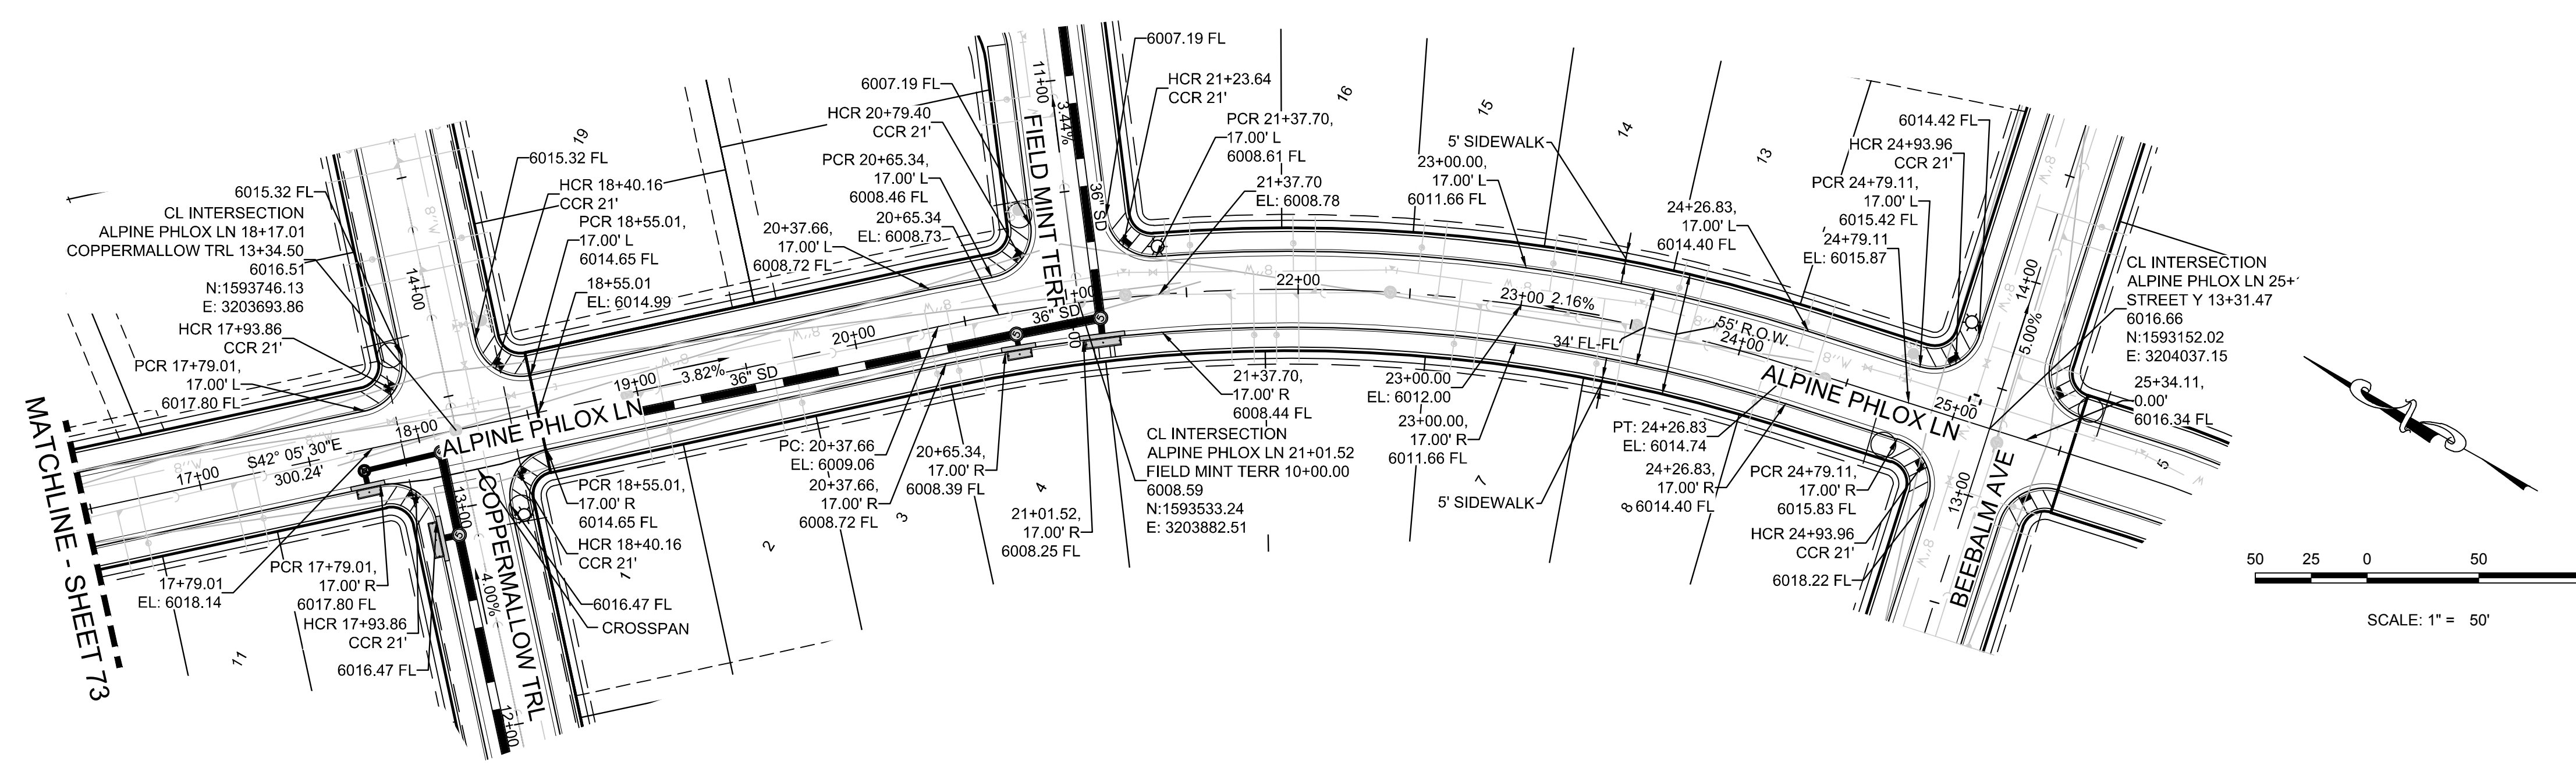 6015.32 FL
CL INTERSECTION
ALPINE PHLOX LN 18+17.01
COPPERMALLOW TRL 13+34.50
6016.51
N:1593746.13
E: 3203693.86
HCR 17+93.86
CCR 21'
PCR 17+79.01,
17.00' L
6017.80 FL
MATCHLINE - SHEET 73
17+00
S42° 05' 30"E
300.24'
18+00
17+79.01
EL: 6018.14
PCR 17+79.01,
17.00' R
6017.80 FL
HCR 17+93.86
CCR 21'
6016.47 FL
11
14+00
13+00
4.00%
COPPERMALLOW TRL
12+00
19
6015.32 FL
HCR 18+40.16
CCR 21'
PCR 18+55.01,
17.00' L
6014.65 FL
18+55.01
EL: 6014.99
ALPINE PHLOX LN
19+00
3.82%
36" SD
20+00
PCR 18+55.01,
17.00' R
6014.65 FL
HCR 18+40.16
CCR 21'
1
6016.47 FL
CROSSPAN
2
6007.19 FL
HCR 20+79.40
CCR 21'
PCR 20+65.34,
17.00' L
6008.46 FL
20+65.34
EL: 6008.73
20+37.66,
17.00' L
6008.72 FL
PC: 20+37.66
EL: 6009.06
20+37.66,
17.00' R
6008.72 FL
3
20+65.34,
17.00' R
6008.39 FL
4
21+01.52,
17.00' R
6008.25 FL
11+00
3.44%
FIELD MINT TERR
36" SD
36" SD
6007.19 FL
HCR 21+23.64
CCR 21'
PCR 21+37.70,
17.00' L
6008.61 FL
21+37.70
EL: 6008.78
22+00
21+37.70,
17.00' R
6008.44 FL
CL INTERSECTION
ALPINE PHLOX LN 21+01.52
FIELD MINT TERR 10+00.00
6008.59
N:1593533.24
E: 3203882.51
16
15
14
13
5' SIDEWALK
23+00.00,
17.00' L
6011.66 FL
23+00
2.16%
34' FL-FL
55' R.O.W.
24+00
23+00.00
EL: 6012.00
23+00.00,
17.00' R
6011.66 FL
7
5' SIDEWALK
24+26.83,
17.00' L
6014.40 FL
PT: 24+26.83
EL: 6014.74
24+26.83,
17.00' R
6014.40 FL
8
6014.42 FL
HCR 24+93.96
CCR 21'
PCR 24+79.11,
17.00' L
6015.42 FL
24+79.11
EL: 6015.87
ALPINE PHLOX LN
25+00
PCR 24+79.11,
17.00' R
6015.83 FL
HCR 24+93.96
CCR 21'
6018.22 FL
14+00
5.00%
13+00
BEEBALM AVE
CL INTERSECTION
ALPINE PHLOX LN 25+
STREET Y 13+31.47
6016.66
N:1593152.02
E: 3204037.15
25+34.11,
0.00'
6016.34 FL
5
50 25 0 50
SCALE: 1" = 50'